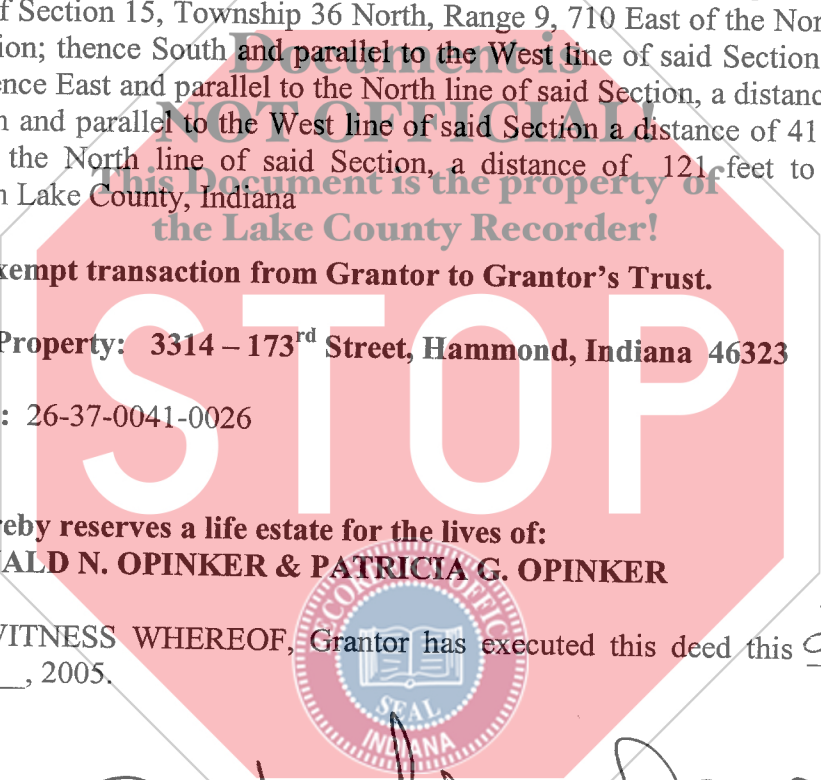 f Section 15, Township 36 North, Range 9, 710 East of the Nor
ion; thence South and parallel to the West line of said Section
Document is
ence East and parallel to the North line of said Section, a distanc
NOT OFFICIAL!
n and parallel to the West line of said Section a distance of 41
the North line of said Section, a distance of 121 feet to
This Document is the property of
n Lake County, Indiana
the Lake County Recorder!
xempt transaction from Grantor to Grantor's Trust.
Property: 3314 – 173rd Street, Hammond, Indiana 46323
: 26-37-0041-0026
STOP
reby reserves a life estate for the lives of:
ALD N. OPINKER & PATRICIA G. OPINKER
VITNESS WHEREOF, Grantor has executed this deed this
__, 2005.
SEAL
INDIANA